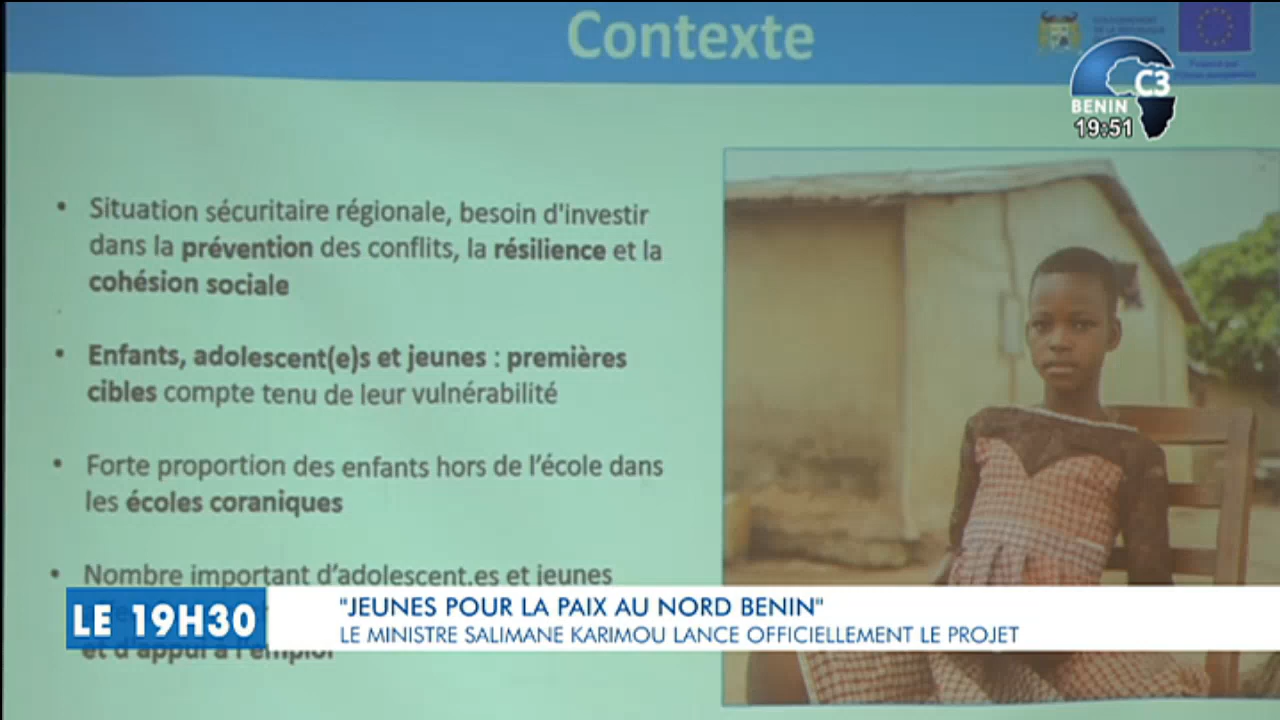 Contexte
C3
BENIN
19:51
• Situation sécuritaire régionale, besoin d'investir
dans la prévention des conflits, la résilience et la
cohésion sociale
• Enfants, adolescent(e)s et jeunes : premières
cibles compte tenu de leur vulnérabilité
• Forte proportion des enfants hors de l'école dans
les écoles coraniques
• Nombre important d'adolescent.es et jeunes
et d'appui à l'emploi
LE 19H30
"JEUNES POUR LA PAIX AU NORD BENIN"
LE MINISTRE SALIMANE KARIMOU LANCE OFFICIELLEMENT LE PROJET